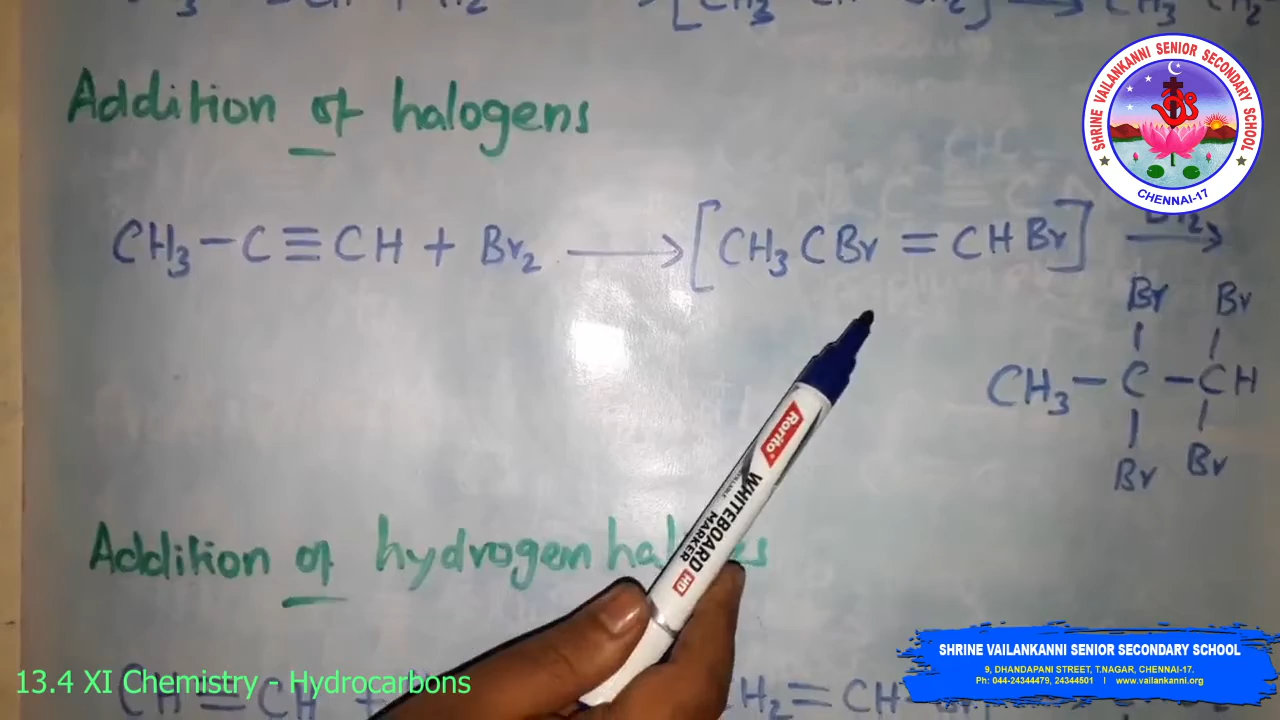 Addition of halogens
CH₃–C≡CH + Br₂ ⟶ [CH₃CBr = CHBr] Br₂ ⟶
Br Br
CH₃ – C – CH
Br Br
Addition of hydrogen
Rorito
WHITEBOARD
MARKER HD
SHRINE VAILANKANNI SENIOR SECONDARY SCHOOL
CHENNAI-17
SHRINE VAILANKANNI SENIOR SECONDARY SCHOOL
9, DHANDAPANI STREET, T.NAGAR, CHENNAI-17.
Ph: 044-24344479, 24344501 I www.vailankanni.org
13.4 XI Chemistry - Hydrocarbons